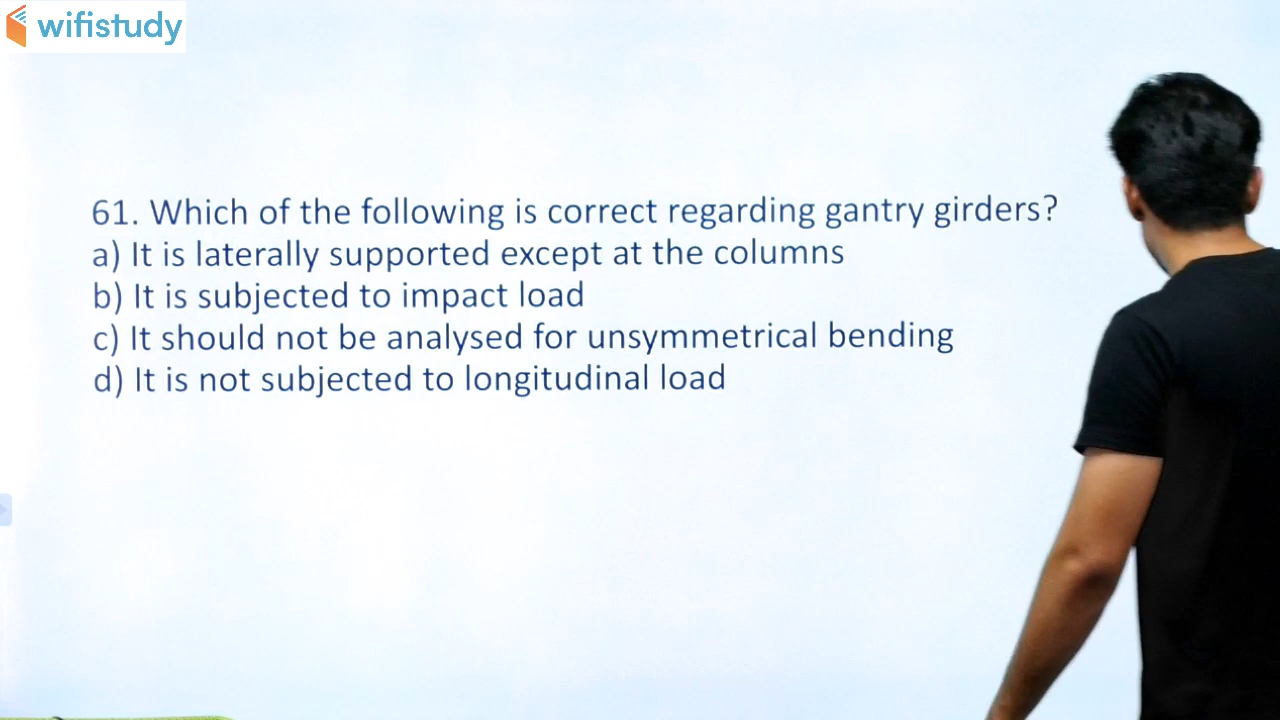 wifistudy
61. Which of the following is correct regarding gantry girders?
a) It is laterally supported except at the columns
b) It is subjected to impact load
c) It should not be analysed for unsymmetrical bending
d) It is not subjected to longitudinal load